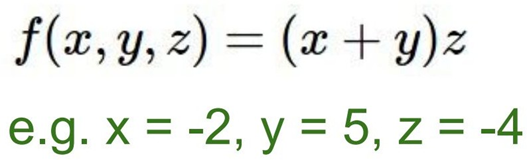 f(x, y, z) = (x + y)z
e.g. x = -2, y = 5, z = -4